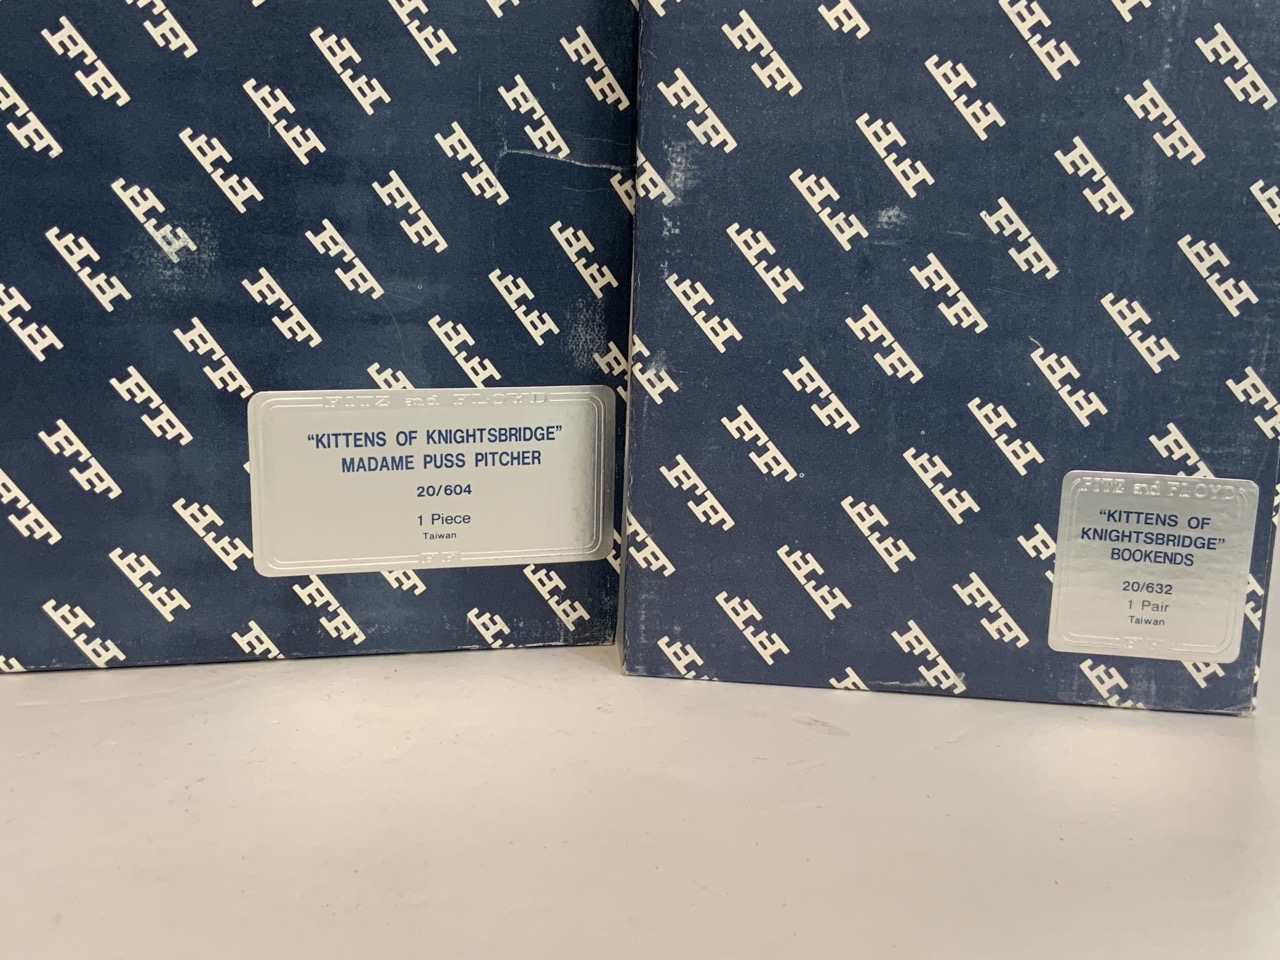 FITZ and FLOYD
“KITTENS OF KNIGHTSBRIDGE”
MADAME PUSS PITCHER
20/604
1 Piece
Taiwan
FF
FITZ and FLOYD
“KITTENS OF
KNIGHTSBRIDGE”
BOOKENDS
20/632
1 Pair
Taiwan
FF